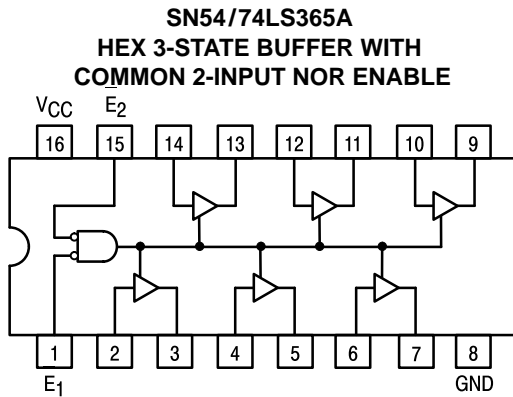 SN54/74LS365A
HEX 3-STATE BUFFER WITH
COMMON 2-INPUT NOR ENABLE
VCC E2
16 15 14 13 12 11 10 9
1 2 3 4 5 6 7 8
E1 GND